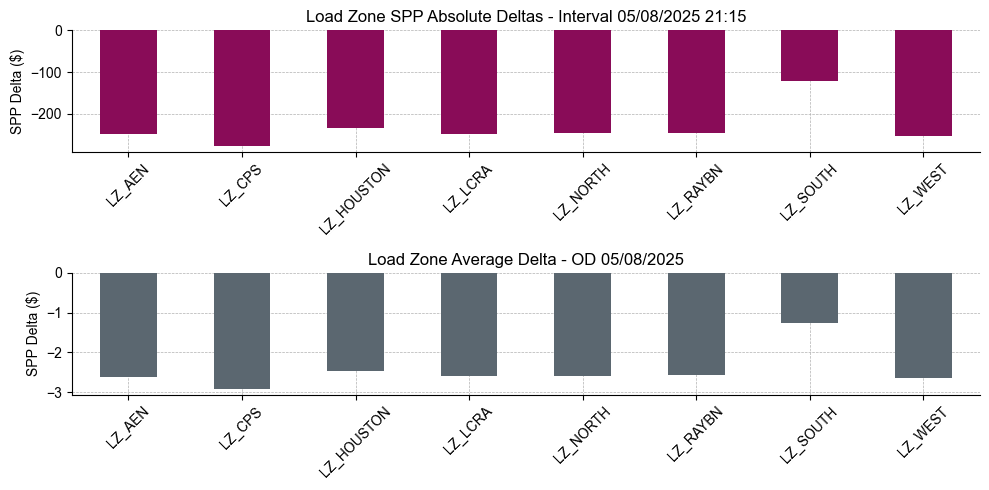 Load Zone SPP Absolute Deltas - Interval 05/08/2025 21:15
SPP Delta ($)
0
−100
−200
LZ_AEN
LZ_CPS
LZ_HOUSTON
LZ_LCRA
LZ_NORTH
LZ_RAYBN
LZ_SOUTH
LZ_WEST
Load Zone Average Delta - OD 05/08/2025
SPP Delta ($)
0
−1
−2
−3
LZ_AEN
LZ_CPS
LZ_HOUSTON
LZ_LCRA
LZ_NORTH
LZ_RAYBN
LZ_SOUTH
LZ_WEST